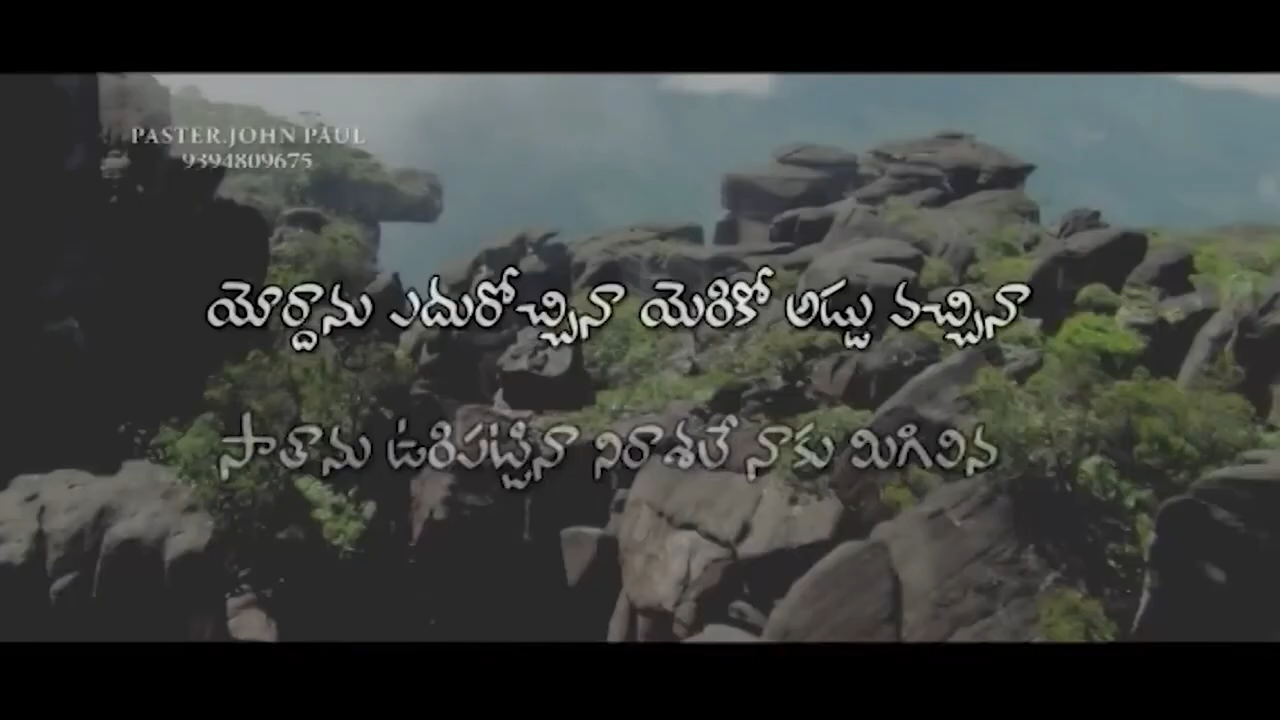 PASTER.JOHN PAUL
9394809675
యోర్దాను ఎదురోచ్చినా యెరికో అడ్డు వచ్చినా
సాతాను ఉరిపట్టినా నిరాశలే నాకు మిగిలిన